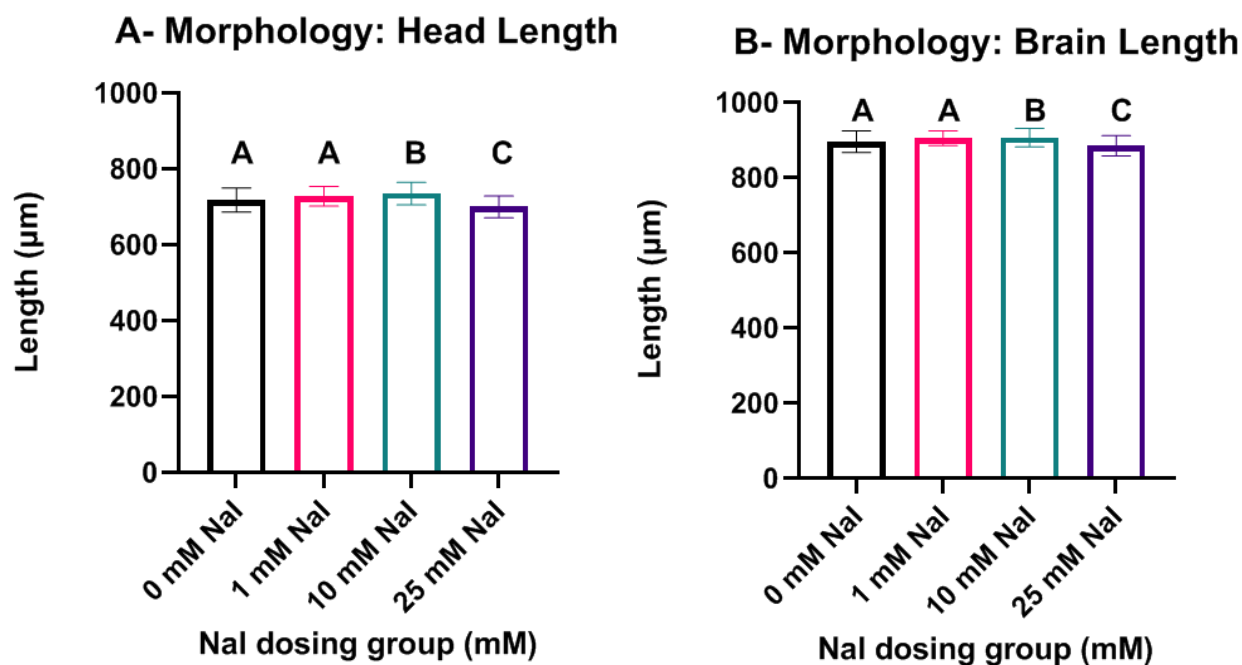 A- Morphology: Head Length
Length (µm)
1000
800
600
400
200
0
A
A
B
C
0 mM NaI
1 mM NaI
10 mM NaI
25 mM NaI
NaI dosing group (mM)
B- Morphology: Brain Length
Length (µm)
1000
800
600
400
200
0
A
A
B
C
0 mM NaI
1 mM NaI
10 mM NaI
25 mM NaI
NaI dosing group (mM)